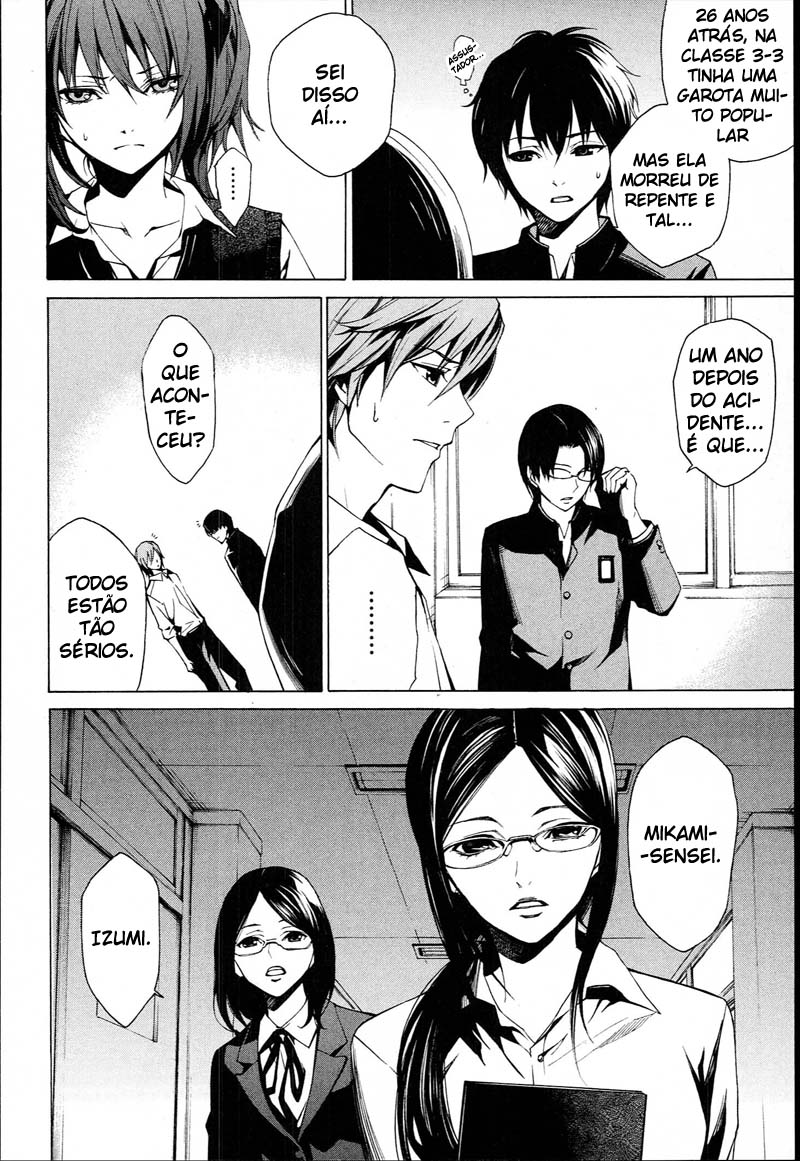 26 ANOS
ATRÁS, NA
CLASSE 3-3
TINHA UMA
GAROTA MUI-
TO POPU-
LAR
MAS ELA
MORREU DE
REPENTE E
TAL...
ASSUS-
TADOR...
SEI
DISSO
AÍ...
......
UM ANO
DEPOIS
DO ACI-
DENTE...
É QUE...
......
O
QUE
ACON-
TE-
CEU?
TODOS
ESTÃO
TÃO
SÉRIOS.
MIKAMI-
-SENSEI.
IZUMI.